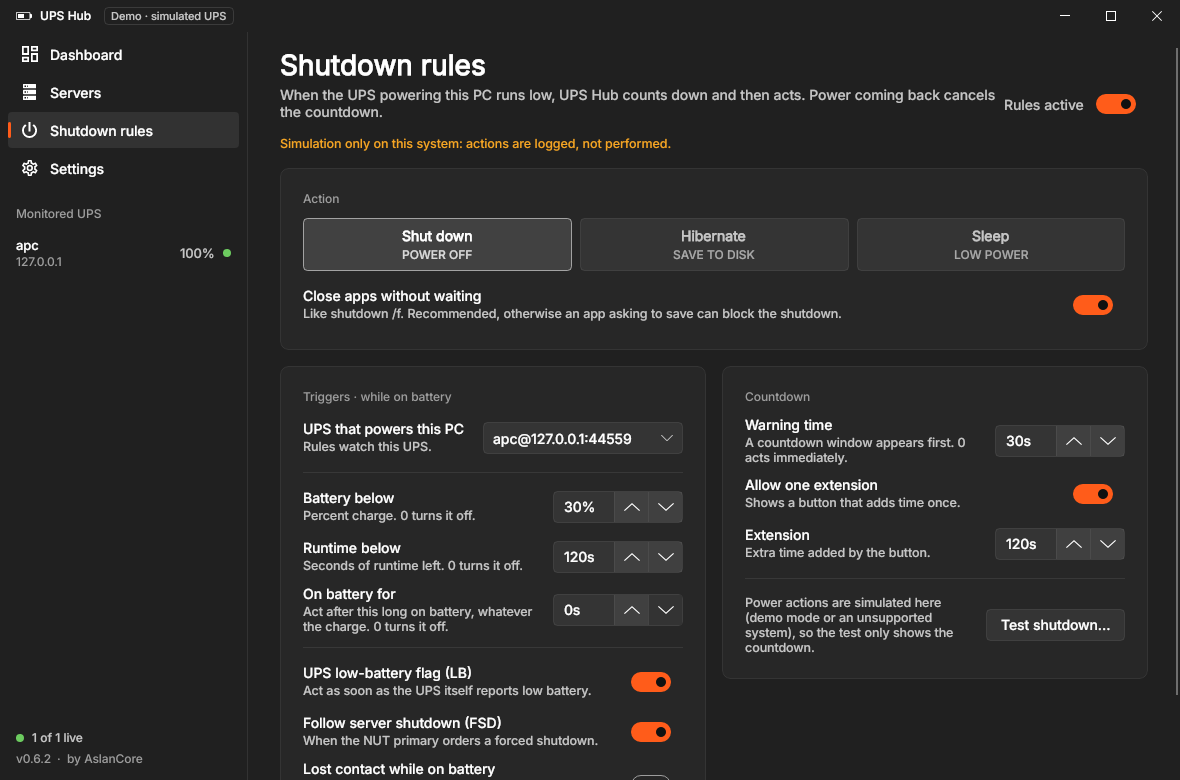 UPS Hub
Demo · simulated UPS
Dashboard
Servers
Shutdown rules
Settings
Monitored UPS
apc
127.0.0.1
100%
1 of 1 live
v0.6.2 · by AslanCore
Shutdown rules
When the UPS powering this PC runs low, UPS Hub counts down and then acts. Power coming back cancels
the countdown.
Rules active
Simulation only on this system: actions are logged, not performed.
Action
Shut down
POWER OFF
Hibernate
SAVE TO DISK
Sleep
LOW POWER
Close apps without waiting
Like shutdown /f. Recommended, otherwise an app asking to save can block the shutdown.
Triggers · while on battery
UPS that powers this PC
Rules watch this UPS.
apc@127.0.0.1:44559
Battery below
Percent charge. 0 turns it off.
30%
Runtime below
Seconds of runtime left. 0 turns it off.
120s
On battery for
Act after this long on battery, whatever
the charge. 0 turns it off.
0s
UPS low-battery flag (LB)
Act as soon as the UPS itself reports low battery.
Follow server shutdown (FSD)
When the NUT primary orders a forced shutdown.
Lost contact while on battery
Countdown
Warning time
A countdown window appears first. 0
acts immediately.
30s
Allow one extension
Shows a button that adds time once.
Extension
Extra time added by the button.
120s
Power actions are simulated here
(demo mode or an unsupported
system), so the test only shows the
countdown.
Test shutdown...